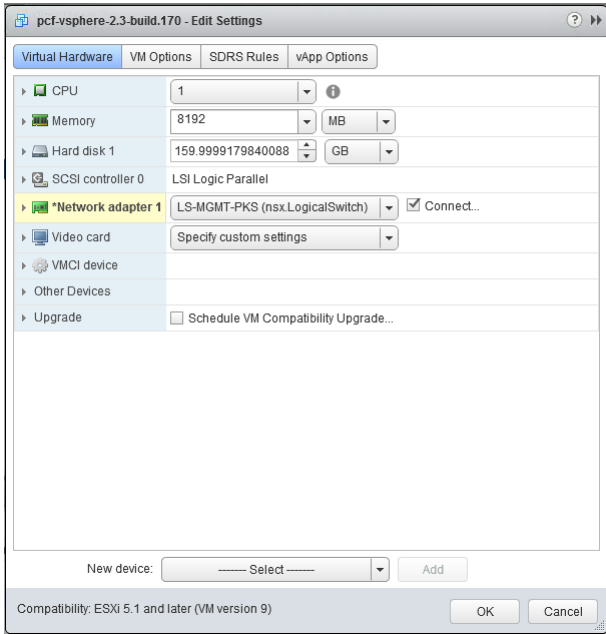 pcf-vsphere-2.3-build.170 - Edit Settings ?
Virtual Hardware VM Options SDRS Rules vApp Options
CPU 1
Memory 8192 MB
Hard disk 1 159.9999179840088 GB
SCSI controller 0 LSI Logic Parallel
*Network adapter 1 LS-MGMT-PKS (nsx.LogicalSwitch) Connect...
Video card Specify custom settings
VMCI device
Other Devices
Upgrade Schedule VM Compatibility Upgrade...
New device: ------- Select ------- Add
Compatibility: ESXi 5.1 and later (VM version 9) OK Cancel